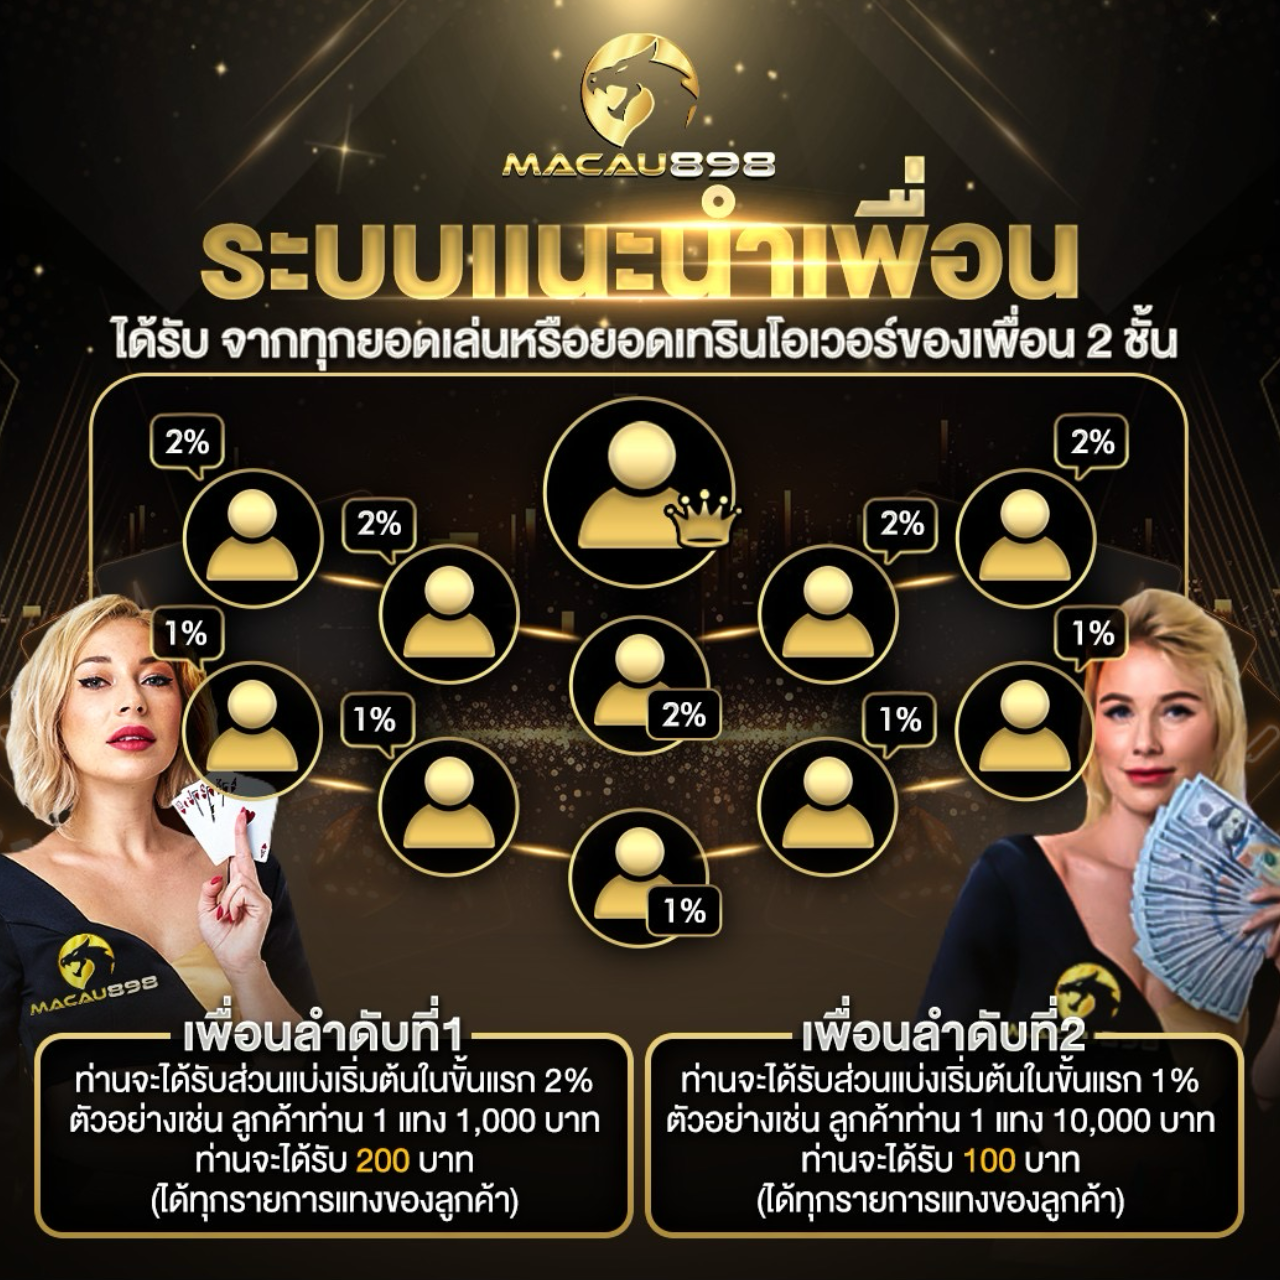 MACAU898
ระบบแนะนำเพื่อน
ได้รับ จากทุกยอดเล่นหรือยอดเทรินโอเวอร์ของเพื่อน 2 ชั้น
2%
2%
2%
2%
2%
1%
1%
1%
1%
1%
MACAU898
เพื่อนลำดับที่1
ท่านจะได้รับส่วนแบ่งเริ่มต้นในขั้นแรก 2%
ตัวอย่างเช่น ลูกค้าท่าน 1 แทง 1,000 บาท
ท่านจะได้รับ 200 บาท
(ได้ทุกรายการแทงของลูกค้า)
เพื่อนลำดับที่2
ท่านจะได้รับส่วนแบ่งเริ่มต้นในขั้นแรก 1%
ตัวอย่างเช่น ลูกค้าท่าน 1 แทง 10,000 บาท
ท่านจะได้รับ 100 บาท
(ได้ทุกรายการแทงของลูกค้า)